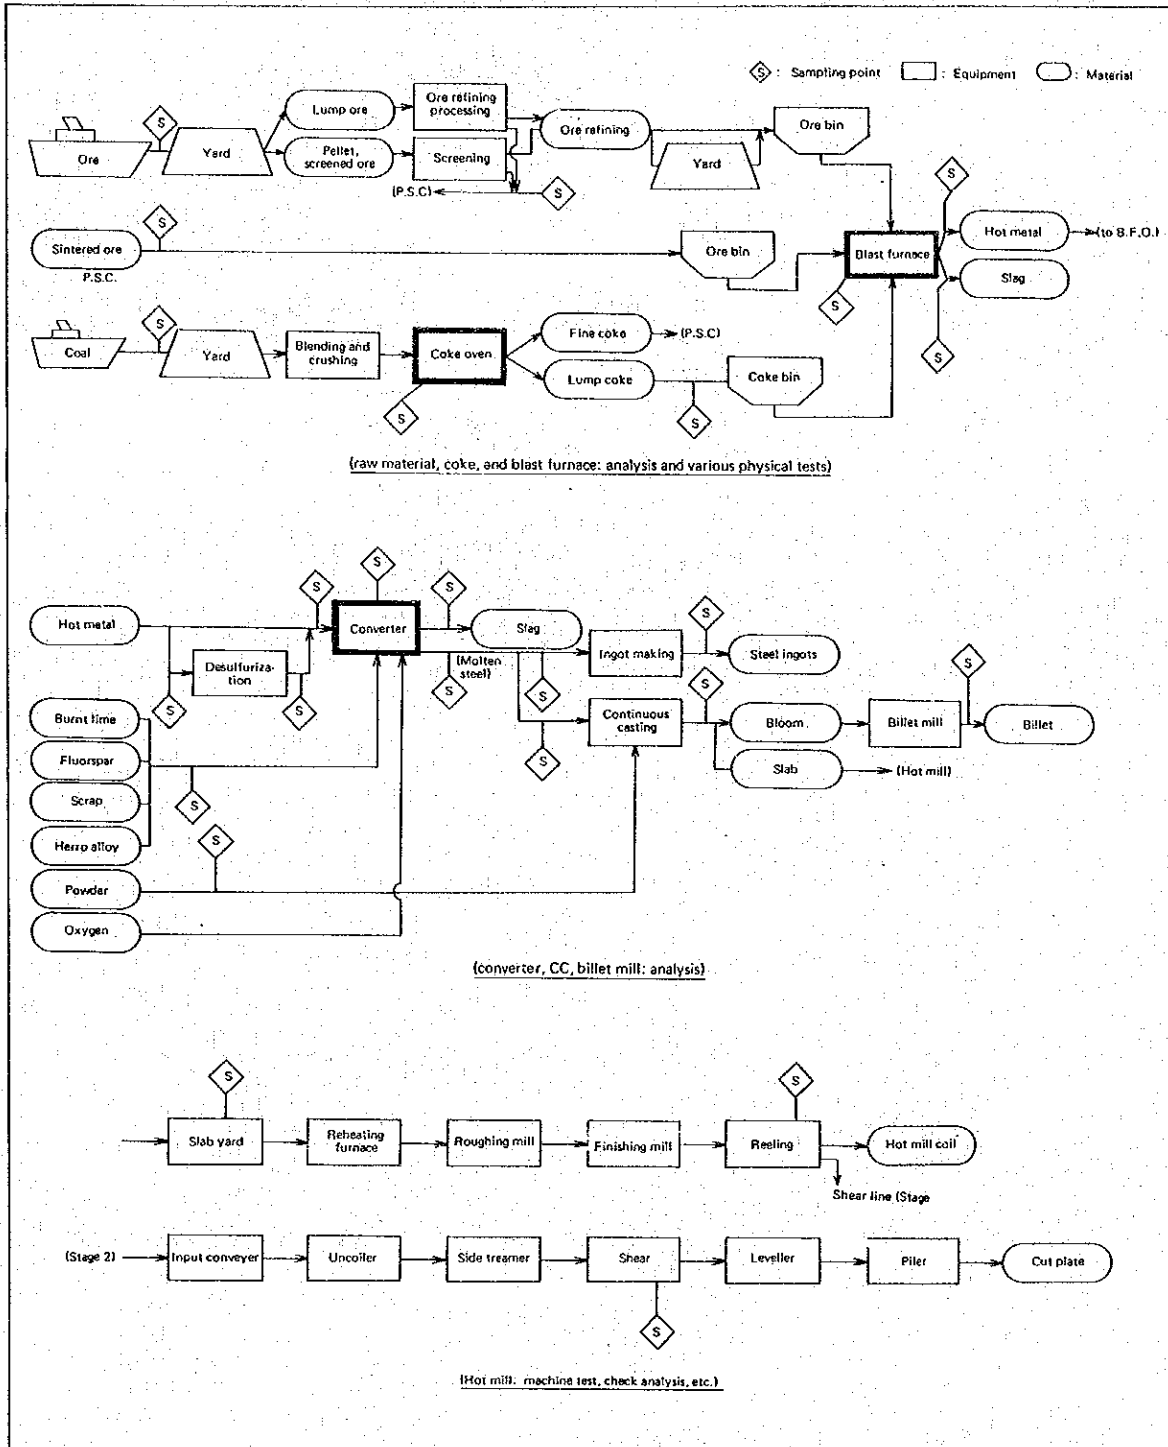 S : Sampling point
: Equipment
: Material
Ore
S
Yard
Lump ore
Ore refining
processing
Pellet,
screened ore
Screening
(P.S.C)
S
Ore refining
Yard
Ore bin
S
Sintered ore
P.S.C.
S
Ore bin
Blast furnace
S
Hot metal
(to B.F.O.)
Slag
S
Coal
S
Yard
Blending and
crushing
Coke oven
S
Fine coke
(P.S.C)
Lump coke
S
Coke bin
(raw material, coke, and blast furnace: analysis and various physical tests)
Hot metal
S
Desulfuriza-
tion
S
S
S
Converter
S
Slag
(Molten
steel)
S
S
Ingot making
S
Steel ingots
S
Continuous
casting
S
Bloom
Billet mill
S
Billet
Slab
(Hot mill)
Burnt lime
Fluorspar
Scrap
Herro alloy
S
S
Powder
Oxygen
(converter, CC, billet mill: analysis)
S
Slab yard
Reheating
furnace
Roughing mill
Finishing mill
S
Reeling
Hot mill coil
Shear line (Stage
(Stage 2)
Input conveyer
Uncoiler
Side treamer
Shear
S
Leveller
Piler
Cut plate
(Hot mill: machine test, check analysis, etc.)